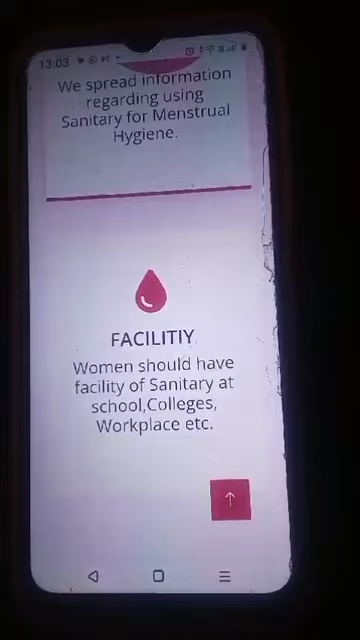 13:03
We spread information
regarding using
Sanitary for Menstrual
Hygiene.
FACILITIY
Women should have
facility of Sanitary at
school,Colleges,
Workplace etc.